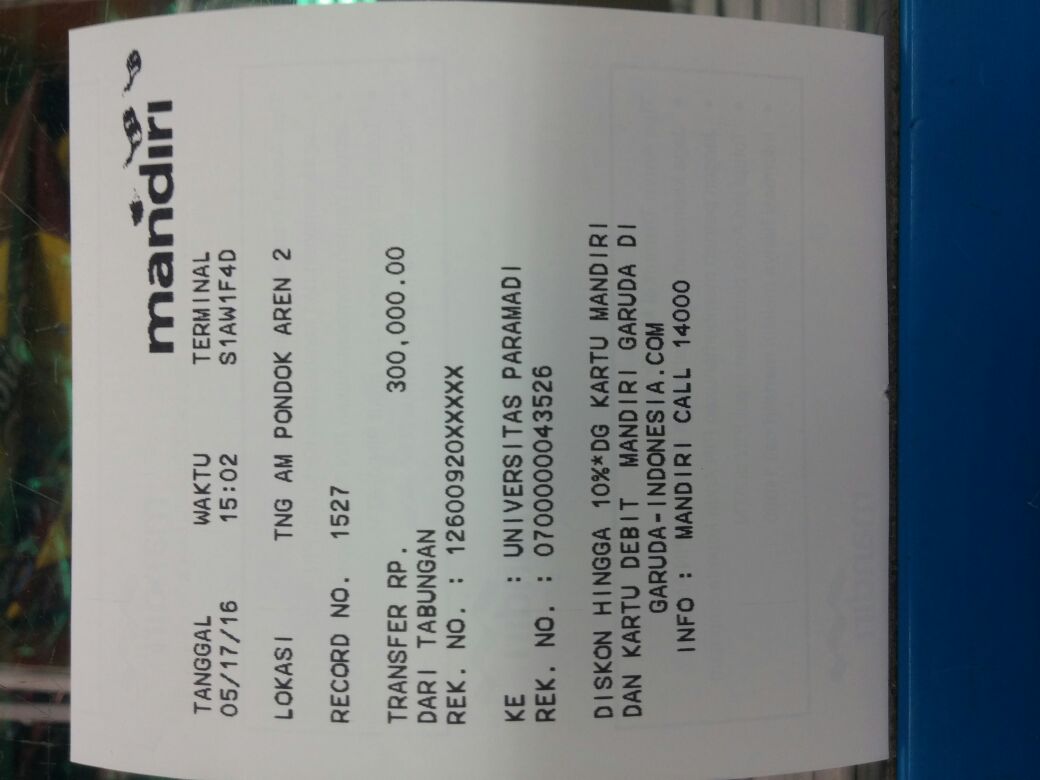 mandiri
TANGGAL WAKTU TERMINAL
05/17/16 15:02 S1AW1F4D
LOKASI TNG AM PONDOK AREN 2
RECORD NO. 1527
TRANSFER RP. 300,000.00
DARI TABUNGAN
REK. NO. : 12600920XXXXX
KE : UNIVERSITAS PARAMADI
REK. NO. : 0700000043526
DISKON HINGGA 10%*DG KARTU MANDIRI
DAN KARTU DEBIT MANDIRI GARUDA DI
GARUDA-INDONESIA.COM
INFO : MANDIRI CALL 14000